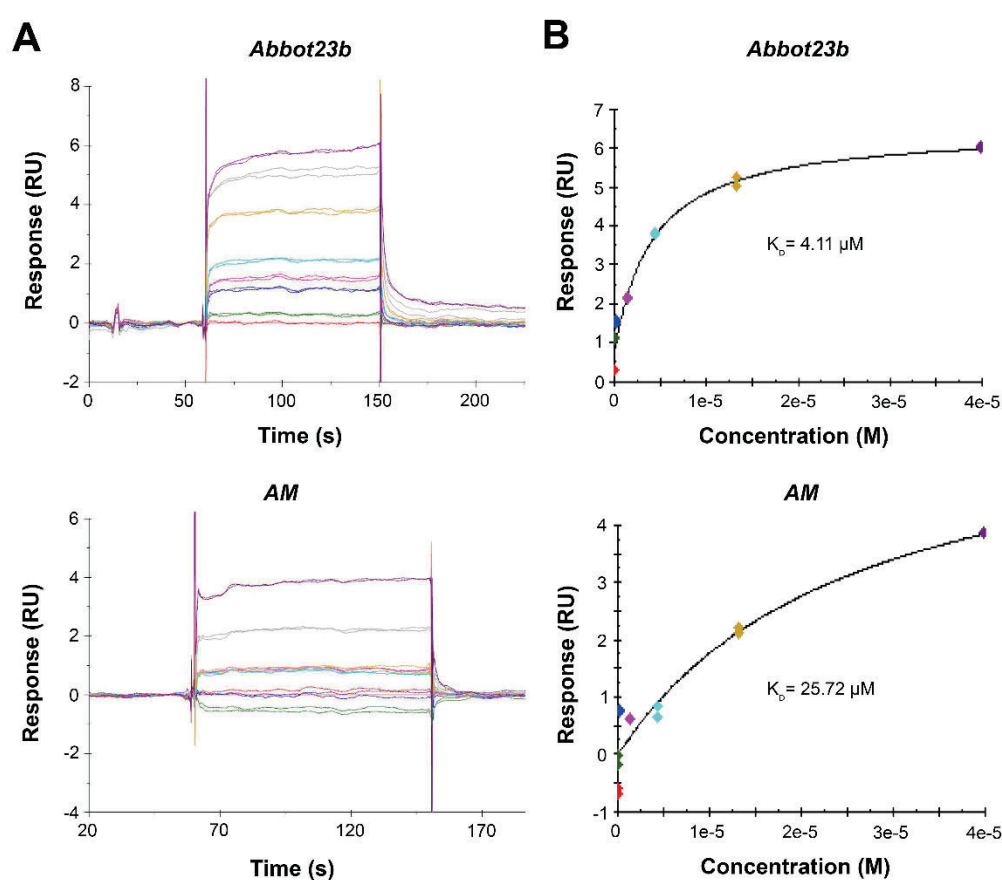 A
B
Abbot23b
Abbot23b
Response (RU)
8
6
4
2
0
-2
0
50
100
150
200
Time (s)
Response (RU)
7
6
5
4
3
2
1
0
K_D= 4.11 µM
0
1e-5
2e-5
3e-5
4e-5
Concentration (M)
AM
AM
Response (RU)
6
4
2
0
-2
-4
20
70
120
170
Time (s)
Response (RU)
4
3
2
1
0
-1
K_D= 25.72 µM
0
1e-5
2e-5
3e-5
4e-5
Concentration (M)